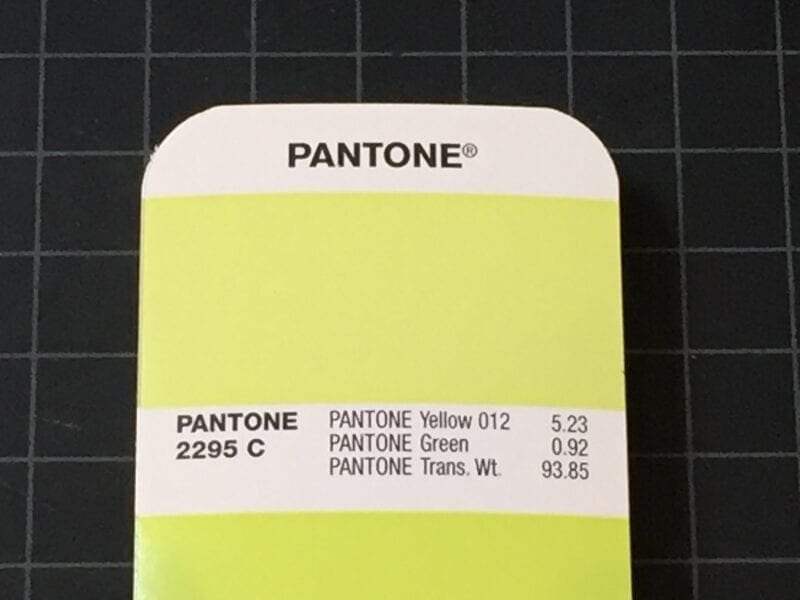 PANTONE®
PANTONE
2295 C
PANTONE Yellow 012 5.23
PANTONE Green 0.92
PANTONE Trans. Wt. 93.85